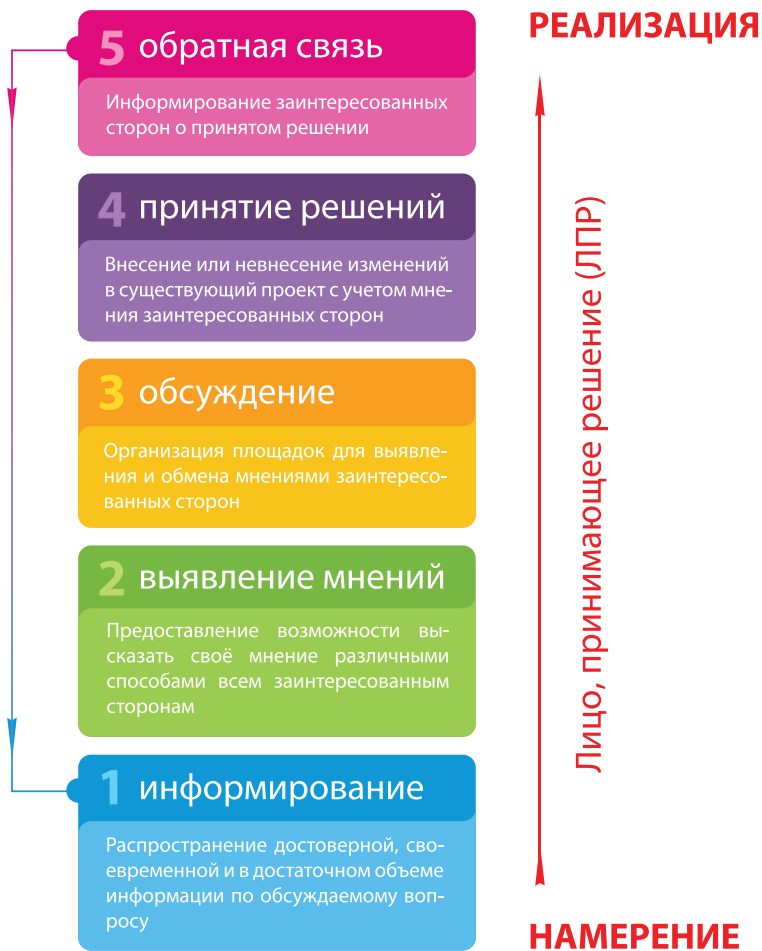 РЕАЛИЗАЦИЯ
5 обратная связь
Информирование заинтересованных
сторон о принятом решении
4 принятие решений
Внесение или невнесение изменений
в существующий проект с учетом мне-
ния заинтересованных сторон
3 обсуждение
Организация площадок для выявле-
ния и обмена мнениями заинтересо-
ванных сторон
2 выявление мнений
Предоставление возможности вы-
сказать своё мнение различными
способами всем заинтересованным
сторонам
1 информирование
Распространение достоверной, сво-
евременной и в достаточном объеме
информации по обсуждаемому воп-
росу
Лицо, принимающее решение (ЛПР)
НАМЕРЕНИЕ